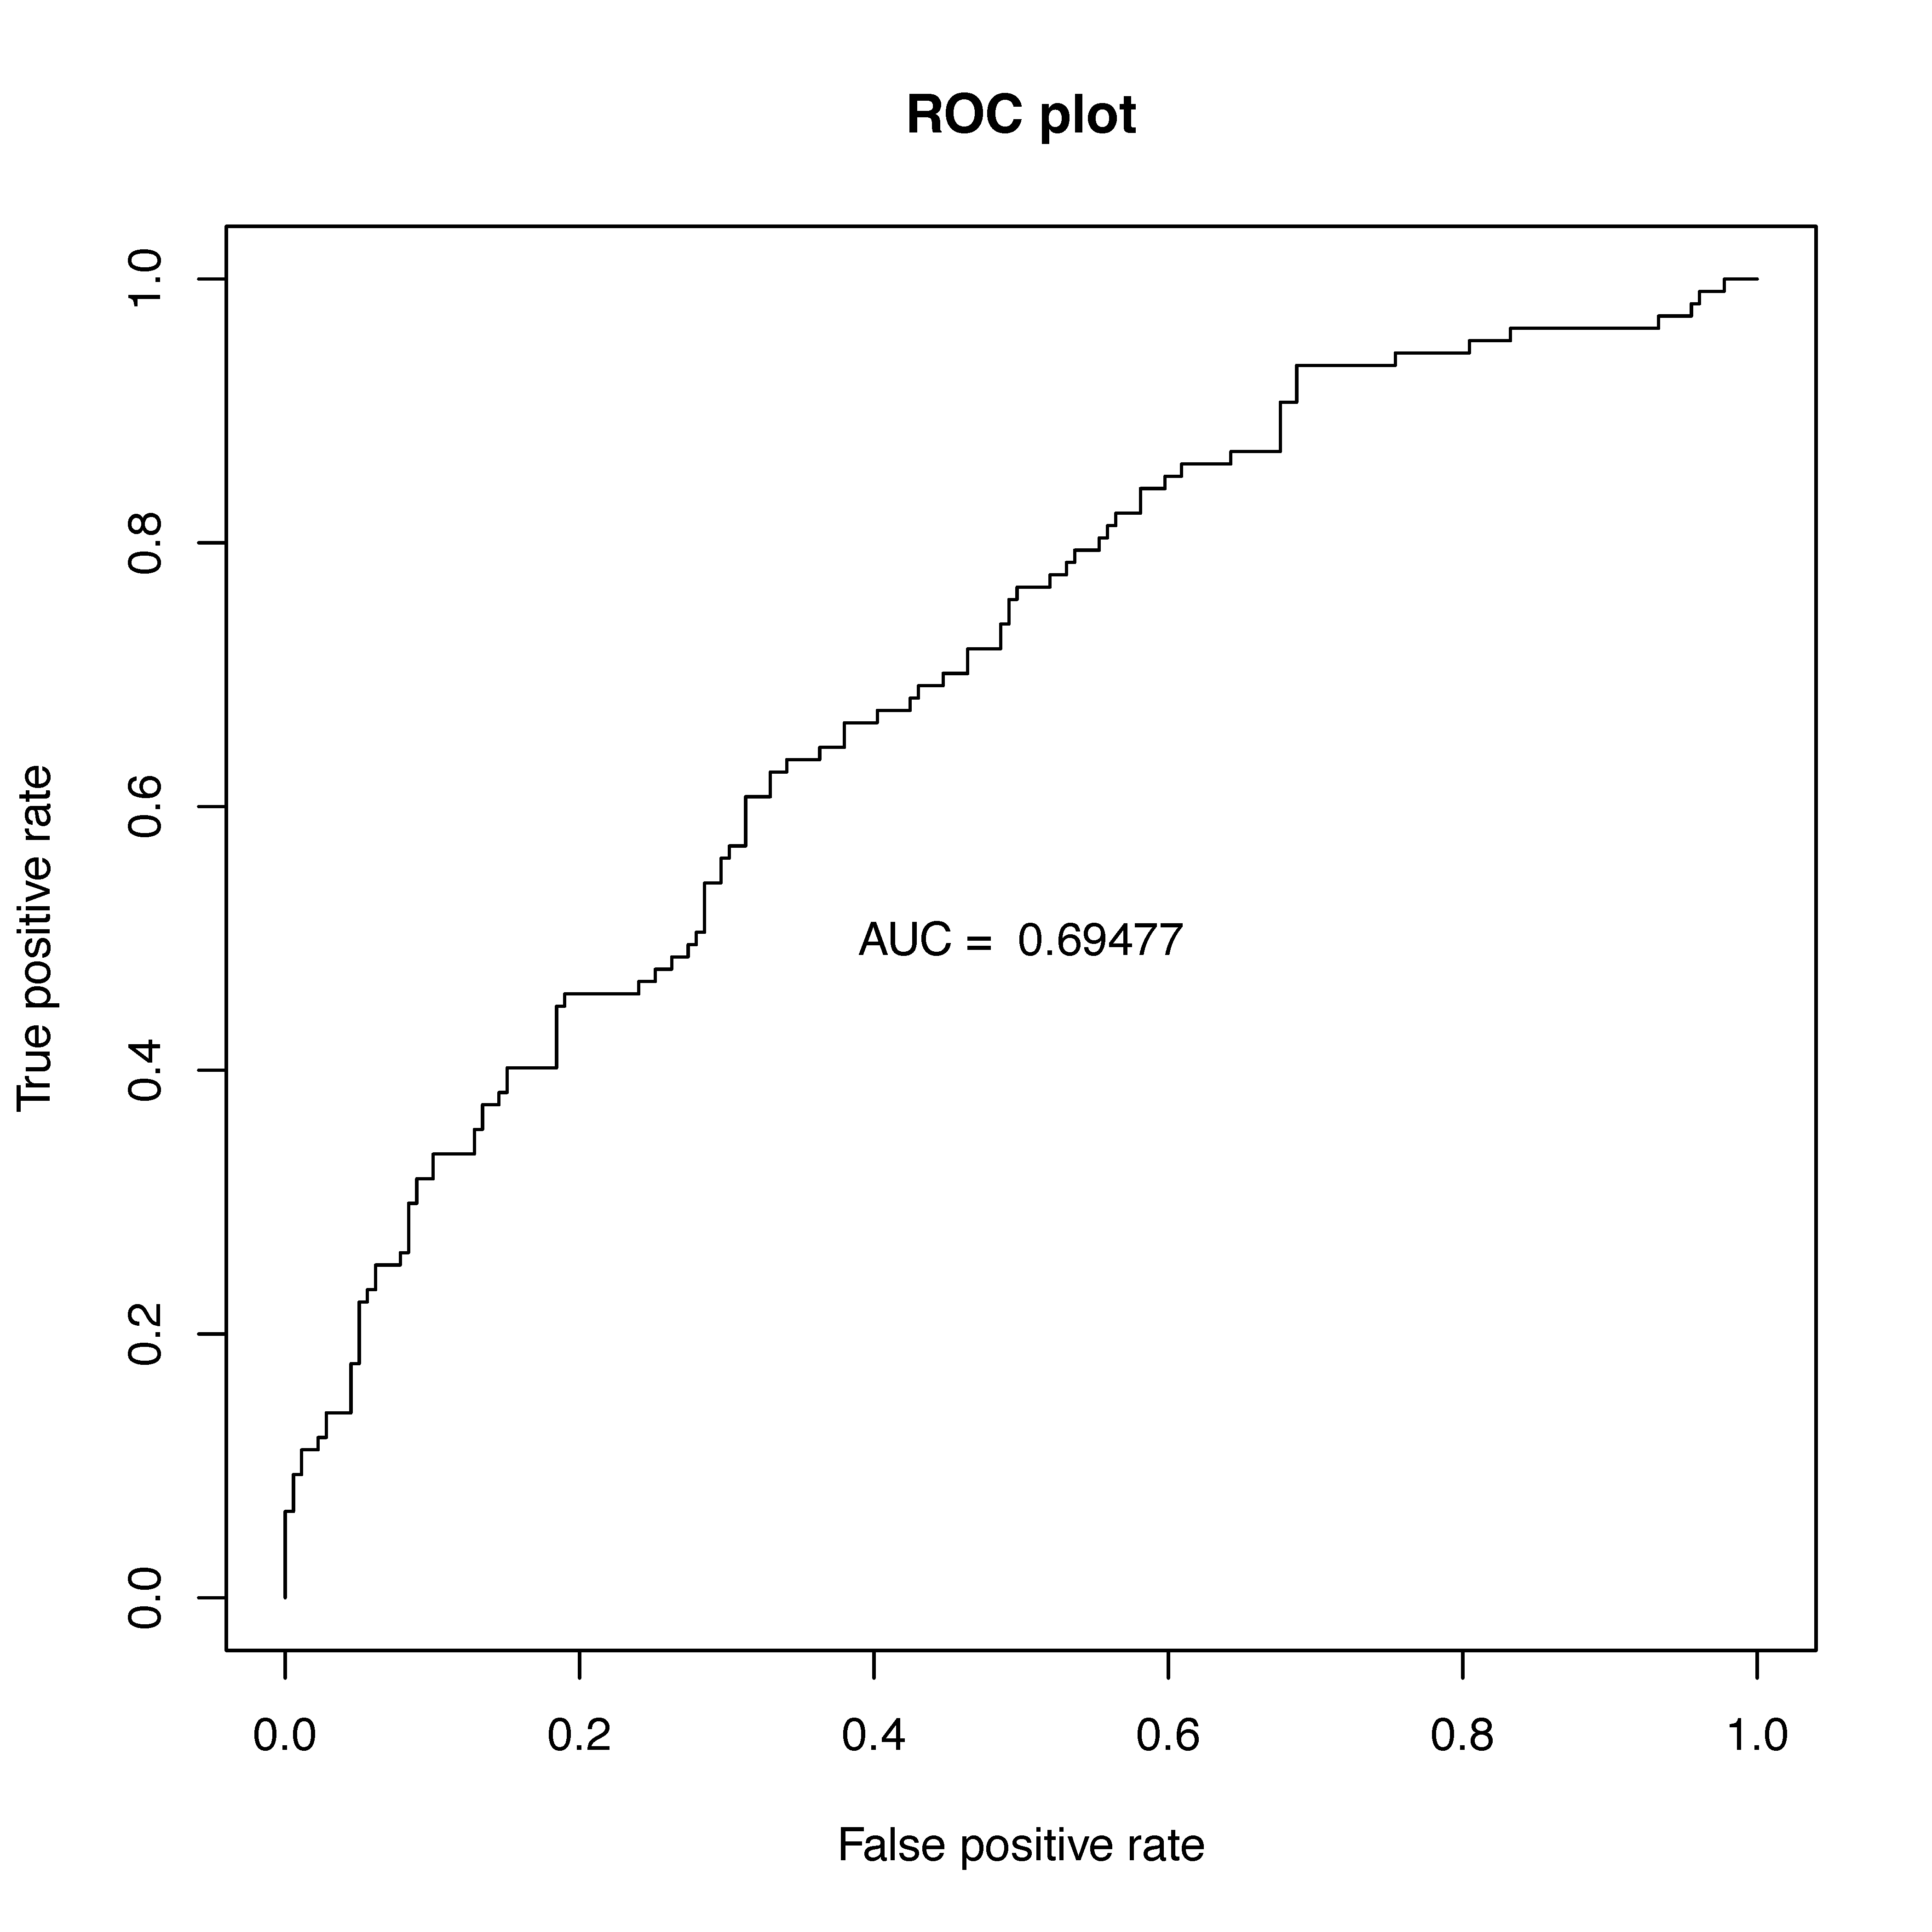 ROC plot
True positive rate
1.0
0.8
0.6
0.4
0.2
0.0
AUC =  0.69477
0.0 0.2 0.4 0.6 0.8 1.0
False positive rate